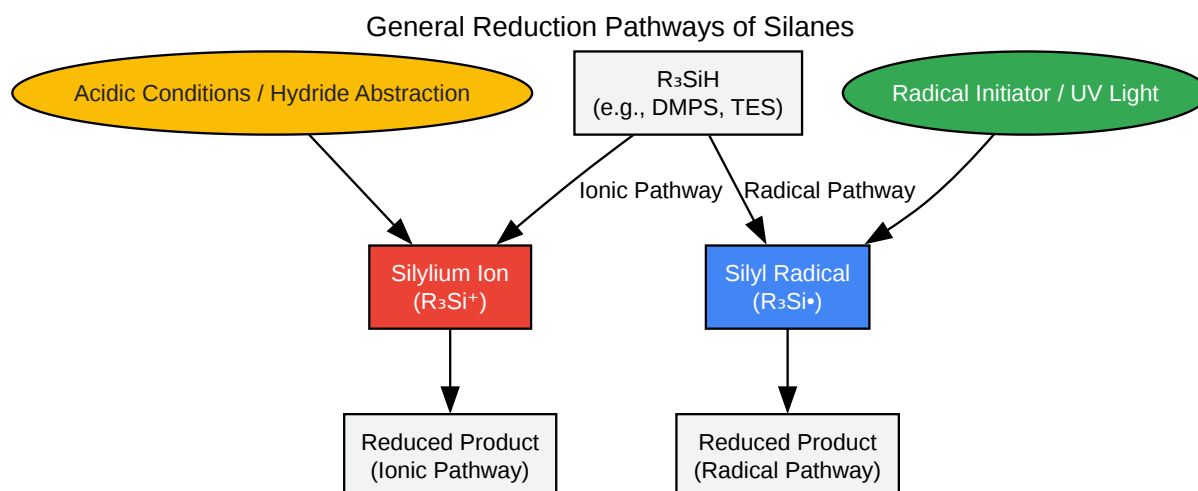 General Reduction Pathways of Silanes
Acidic Conditions / Hydride Abstraction
R₃SiH
(e.g., DMPS, TES)
Radical Initiator / UV Light
Ionic Pathway
Radical Pathway
Silylium Ion
(R₃Si⁺)
Silyl Radical
(R₃Si•)
Reduced Product
(Ionic Pathway)
Reduced Product
(Radical Pathway)